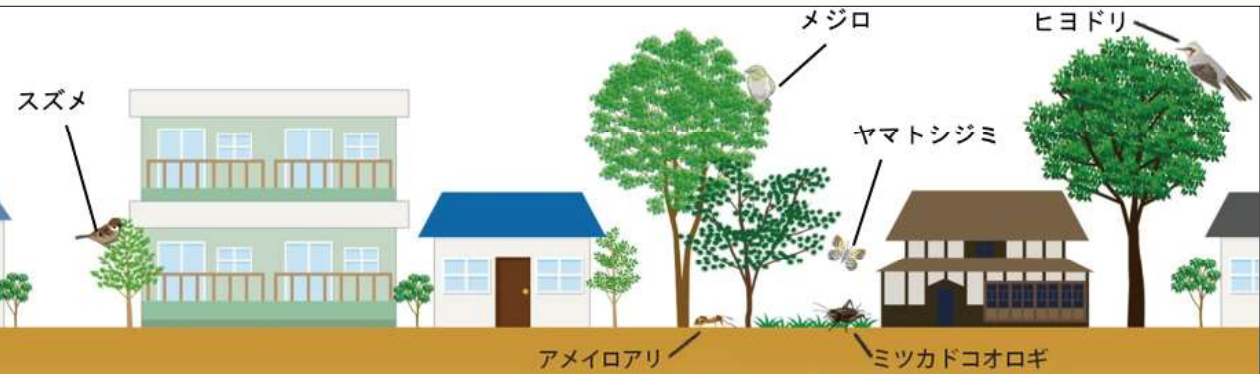 メジロ
ヒヨドリ
スズメ
ヤマトシジミ
アメイロアリ
ミツカドコオロギ